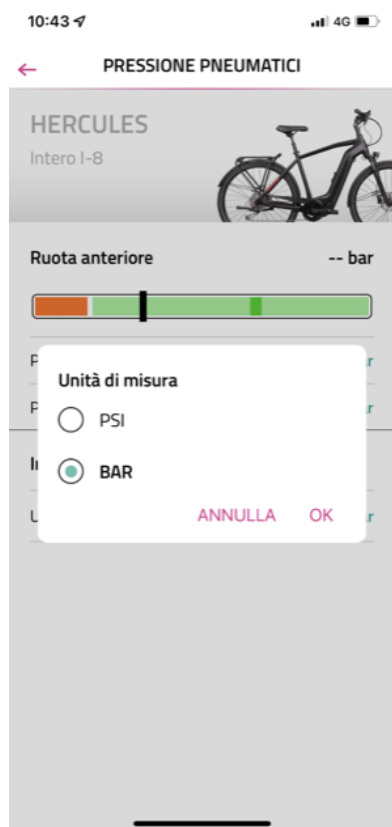 10:43
4G
PRESSIONE PNEUMATICI
HERCULES
Intero I-8
Ruota anteriore
-- bar
Unità di misura
PSI
BAR
ANNULLA
OK